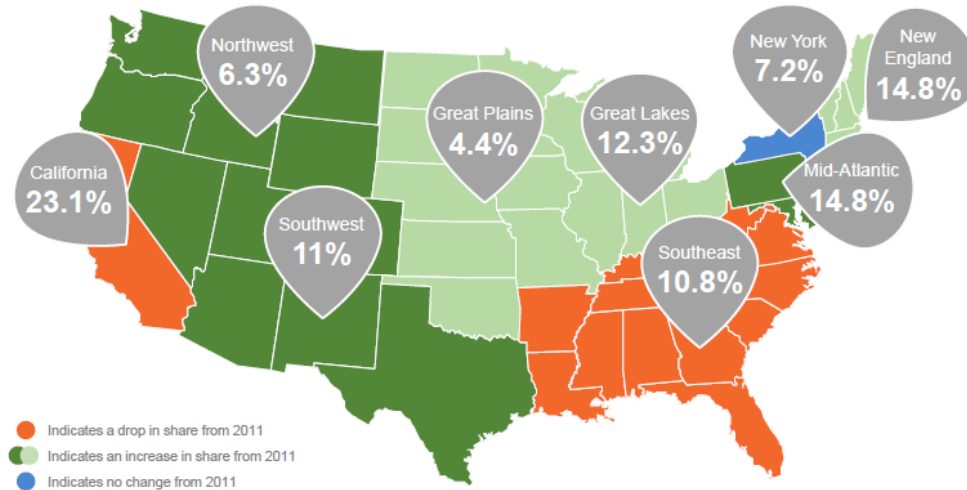 Northwest
6.3%
New York
7.2%
New
England
14.8%
Great Plains
4.4%
Great Lakes
12.3%
California
23.1%
Mid-Atlantic
14.8%
Southwest
11%
Southeast
10.8%
Indicates a drop in share from 2011
Indicates an increase in share from 2011
Indicates no change from 2011